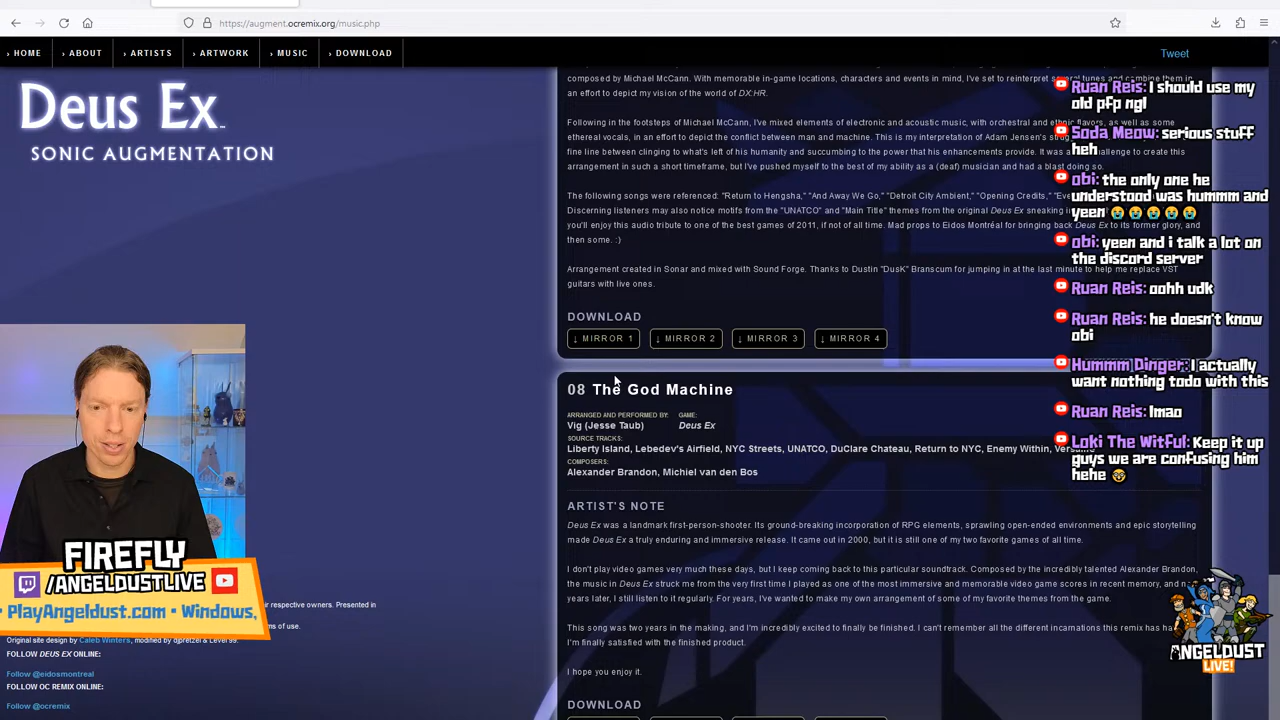 https://augment.ocremix.org/music.php
› HOME
› ABOUT
› ARTISTS
› ARTWORK
› MUSIC
› DOWNLOAD
Tweet
Deus Ex
SONIC AUGMENTATION
composed by Michael McCann. With memorable in-game locations, characters and events in mind, I've set to reinterpret several tunes and combine them in
an effort to depict my vision of the world of DX:HR.
Following in the footsteps of Michael McCann, I've mixed elements of electronic and acoustic music, with orchestral and ethnic flavors, as well as some
ethereal vocals, in an effort to depict the conflict between man and machine. This is my interpretation of Adam Jensen's
fine line between clinging to what's left of his humanity and succumbing to the power that his enhancements provide. It was a challenge to create this
arrangement in such a short timeframe, but I've pushed myself to the best of my ability as a (deaf) musician and had a blast doing so.
The following songs were referenced: "Return to Hengsha," "And Away We Go," "Detroit City Ambient," "Opening Credits,"
Discerning listeners may also notice motifs from the "UNATCO" and "Main Title" themes from the original Deus Ex sneaking
you'll enjoy this audio tribute to one of the best games of 2011, if not of all time. Mad props to Eidos Montréal for bringing back Deus Ex to its former glory, and
then some. :)
Arrangement created in Sonar and mixed with Sound Forge. Thanks to Dustin "DusK" Branscum for jumping in at the last minute to help me replace VST
guitars with live ones.
DOWNLOAD
↓ MIRROR 1
↓ MIRROR 2
↓ MIRROR 3
↓ MIRROR 4
08 The God Machine
ARRANGED AND PERFORMED BY:
Vig (Jesse Taub)
GAME:
Deus Ex
SOURCE TRACKS:
Liberty Island, Lebedev's Airfield, NYC Streets, UNATCO, DuClare Chateau, Return to NYC, Enemy Within,
COMPOSERS:
Alexander Brandon, Michiel van den Bos
ARTIST'S NOTE
Deus Ex was a landmark first-person-shooter. Its ground-breaking incorporation of RPG elements, sprawling open-ended environments and epic storytelling
made Deus Ex a truly enduring and immersive release. It came out in 2000, but it is still one of my two favorite games of all time.
I don't play video games very much these days, but I keep coming back to this particular soundtrack. Composed by the incredibly talented Alexander Brandon,
the music in Deus Ex struck me from the very first time I played as one of the most immersive and memorable video game scores in recent memory, and
years later, I still listen to it regularly. For years, I've wanted to make my own arrangement of some of my favorite themes from the game.
This song was two years in the making, and I'm incredibly excited to finally be finished. I can't remember all the different incarnations this remix has
I'm finally satisfied with the finished product.
I hope you enjoy it.
DOWNLOAD
Ruan Reis: I should use my
old pfp ngl
Soda Meow: serious stuff
heh
obi: the only one he
understood was hummm and
yeen 😭 😭 😭 😭 😭
obi: yeen and i talk a lot on
the discord server
Ruan Reis: oohh udk
Ruan Reis: he doesn't know
obi
Hummm Dinger: I actually
want nothing todo with this
Ruan Reis: lmao
Loki The Witful: Keep it up
guys we are confusing him
hehe 🤓
FIREFLY
/ANGELDUSTLIVE
• PlayAngeldust.com • Windows,
r respective owners. Presented in
ms of use.
Original site design by Caleb Winters, modified by djpretzel & Level 99.
FOLLOW DEUS EX ONLINE:
Follow @eidosmontreal
FOLLOW OC REMIX ONLINE:
Follow @ocremix
ANGELDUST
LIVE!